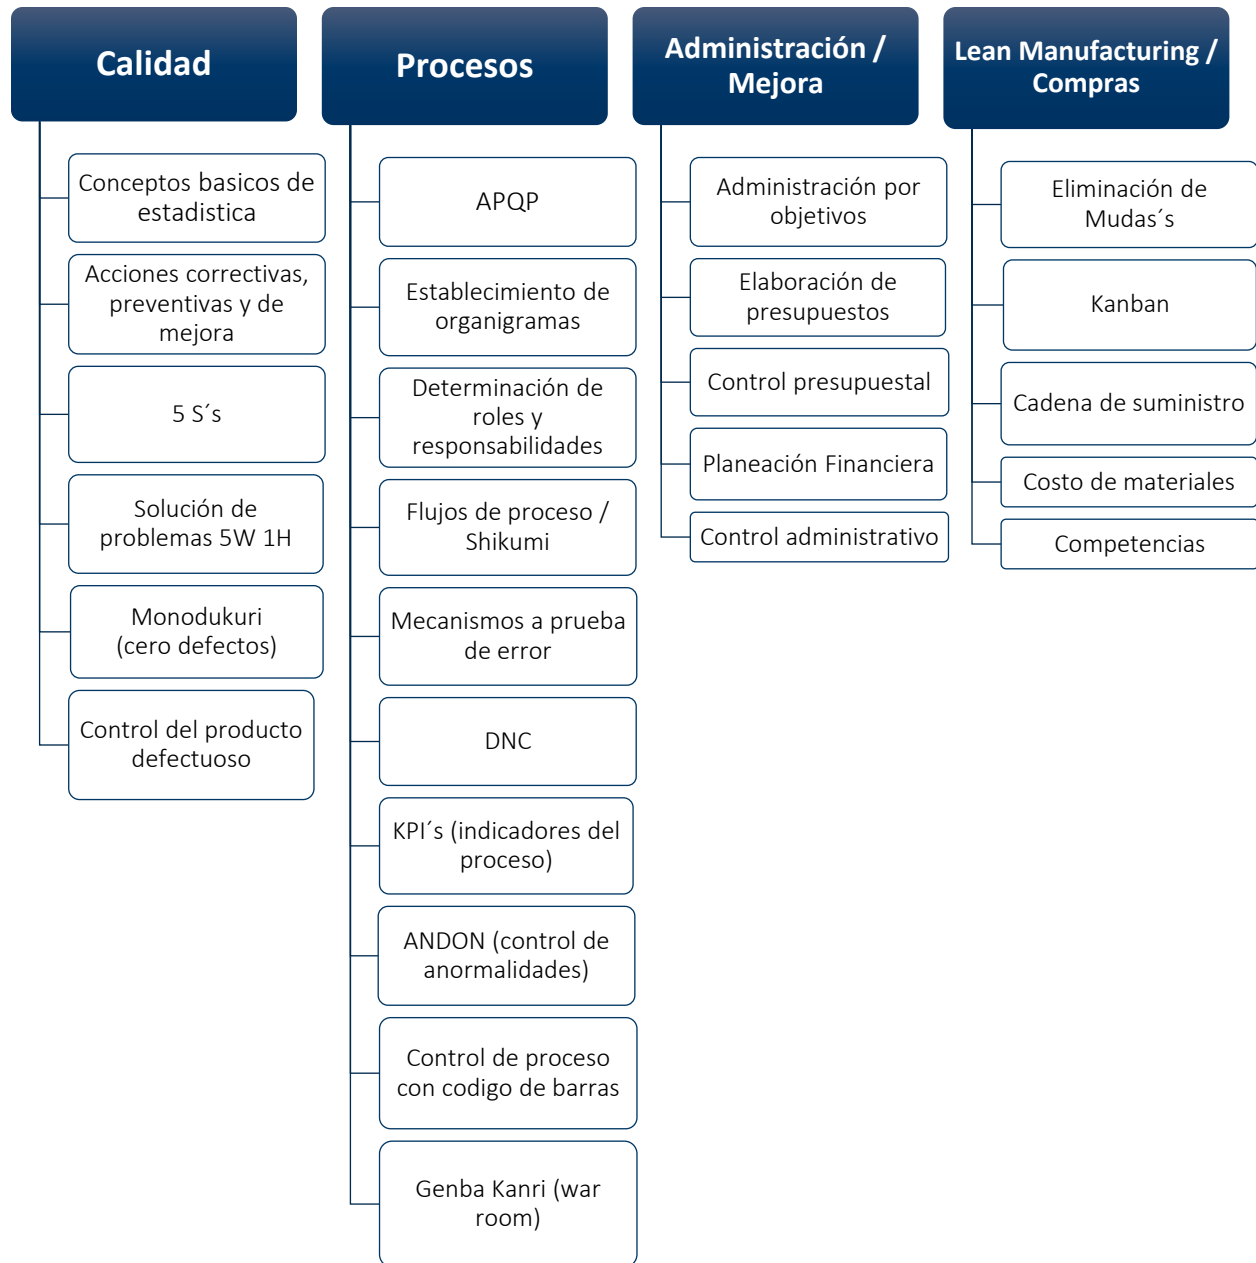 Calidad
Conceptos basicos de
estadistica
Acciones correctivas,
preventivas y de
mejora
5 S´s
Solución de
problemas 5W 1H
Monodukuri
(cero defectos)
Control del producto
defectuoso
Procesos
APQP
Establecimiento de
organigramas
Determinación de
roles y
responsabilidades
Flujos de proceso /
Shikumi
Mecanismos a prueba
de error
DNC
KPI´s (indicadores del
proceso)
ANDON (control de
anormalidades)
Control de proceso
con codigo de barras
Genba Kanri (war
room)
Administración /
Mejora
Administración por
objetivos
Elaboración de
presupuestos
Control presupuestal
Planeación Financiera
Control administrativo
Lean Manufacturing /
Compras
Eliminación de
Mudas´s
Kanban
Cadena de suministro
Costo de materiales
Competencias